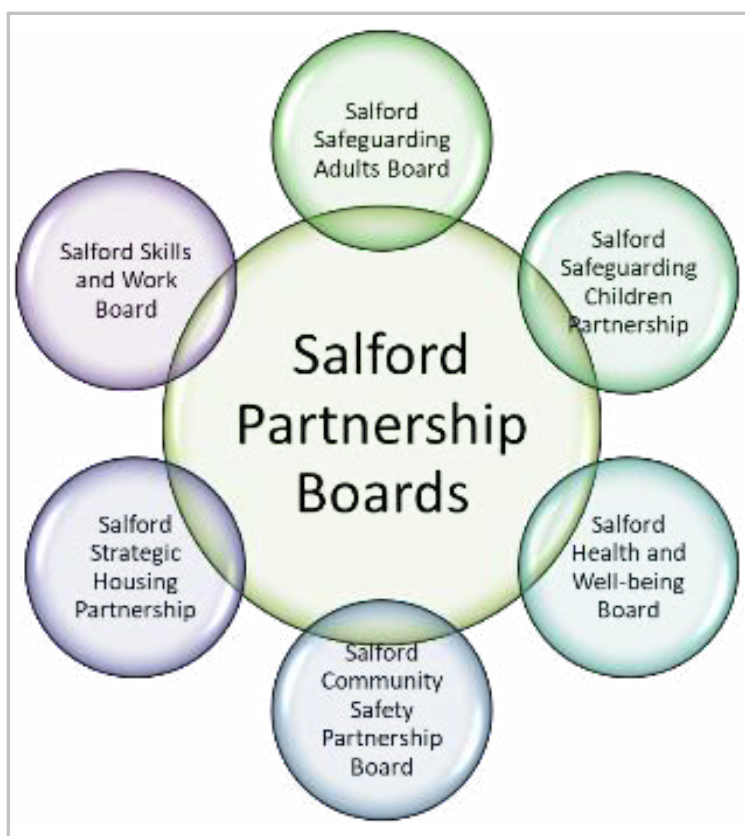 Salford
Safeguarding
Adults Board
Salford Skills
and Work
Board
Salford
Safeguarding
Children
Partnership
Salford
Partnership
Boards
Salford
Strategic
Housing
Partnership
Salford
Health and
Well-being
Board
Salford
Community
Safety
Partnership
Board